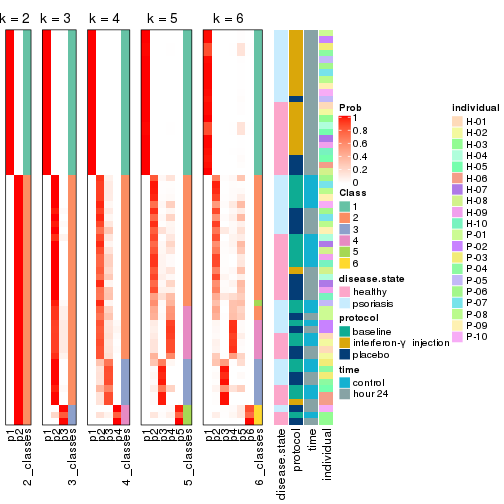 k = 2
k = 3
k = 4
k = 5
k = 6
p1
p2
2_classes
p1
p2
p3
3_classes
p1
p2
p3
p4
4_classes
p1
p2
p3
p4
p5
5_classes
p1
p2
p3
p4
p5
p6
6_classes
disease.state
protocol
time
individual
Prob
1
0.8
0.6
0.4
0.2
0
Class
1
2
3
4
5
6
disease.state
healthy
psoriasis
protocol
baseline
interferon-γ injection
placebo
time
control
hour 24
individual
H-01
H-02
H-03
H-04
H-05
H-06
H-07
H-08
H-09
H-10
P-01
P-02
P-03
P-04
P-05
P-06
P-07
P-08
P-09
P-10